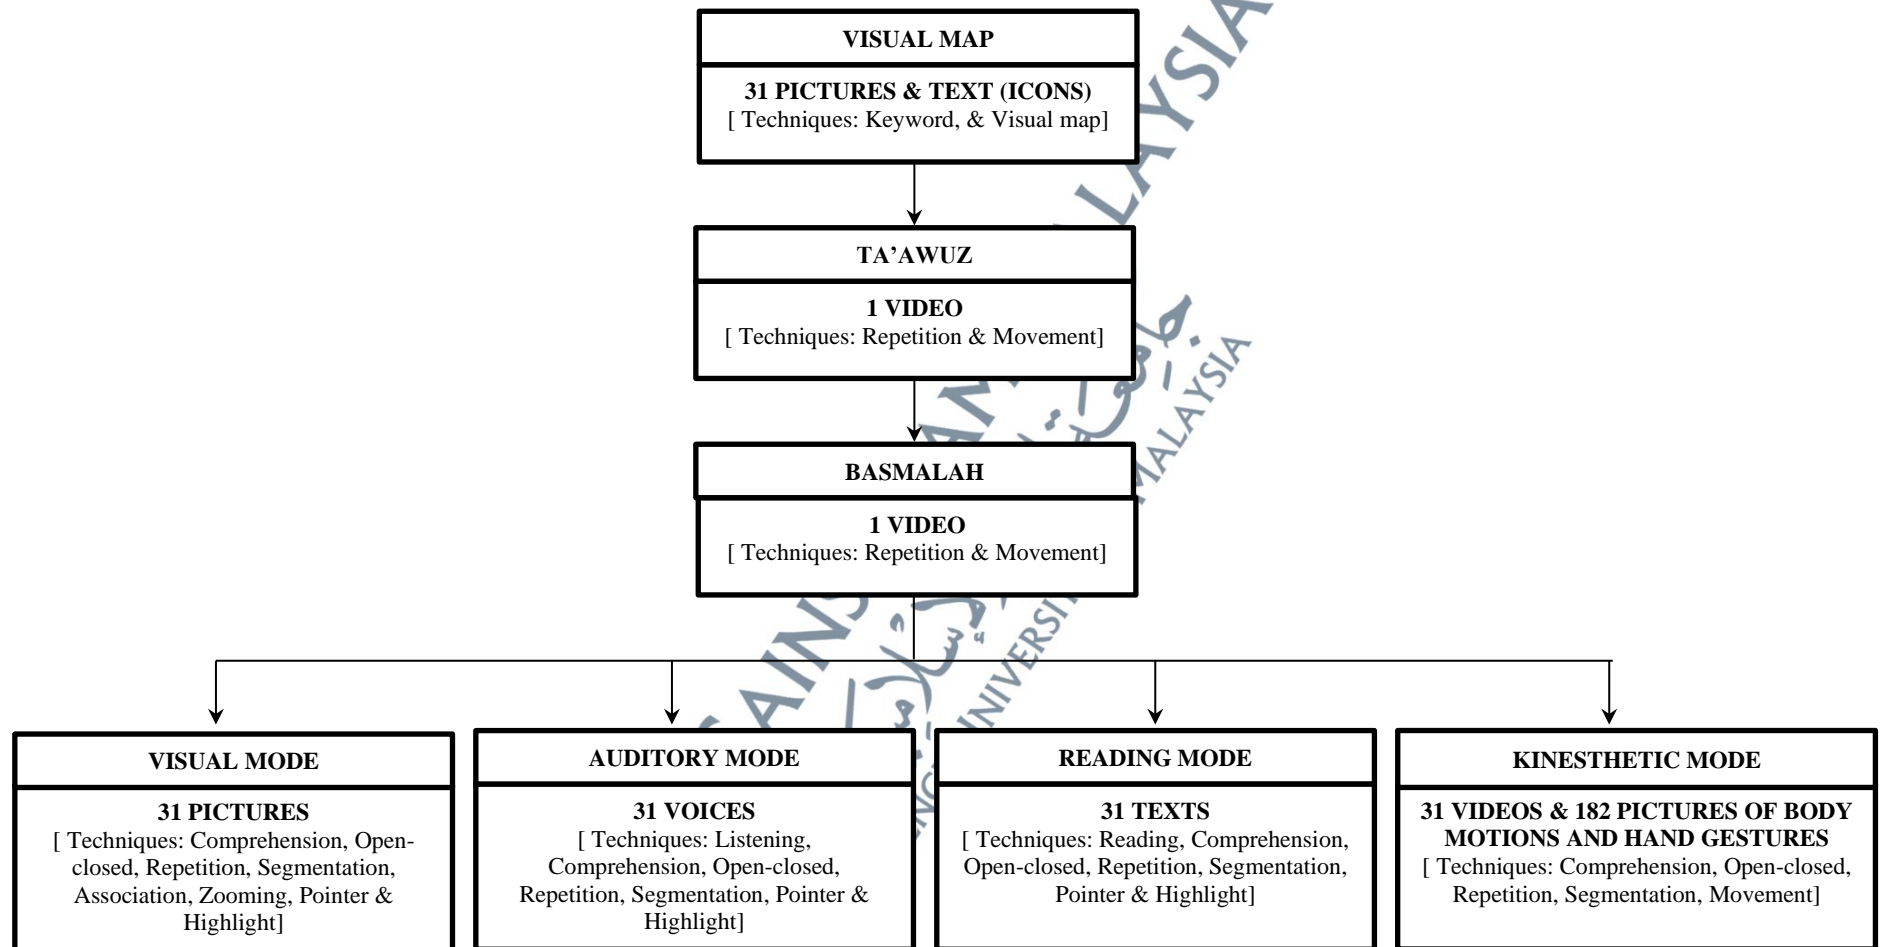 VISUAL MAP
31 PICTURES & TEXT (ICONS)
[ Techniques: Keyword, & Visual map]
TA’AWUZ
1 VIDEO
[ Techniques: Repetition & Movement]
BASMALAH
1 VIDEO
[ Techniques: Repetition & Movement]
VISUAL MODE
31 PICTURES
[ Techniques: Comprehension, Open-
closed, Repetition, Segmentation,
Association, Zooming, Pointer &
Highlight]
AUDITORY MODE
31 VOICES
[ Techniques: Listening,
Comprehension, Open-closed,
Repetition, Segmentation, Pointer &
Highlight]
READING MODE
31 TEXTS
[ Techniques: Reading, Comprehension,
Open-closed, Repetition, Segmentation,
Pointer & Highlight]
KINESTHETIC MODE
31 VIDEOS & 182 PICTURES OF BODY
MOTIONS AND HAND GESTURES
[ Techniques: Comprehension, Open-closed,
Repetition, Segmentation, Movement]
SAINS
LAYSIA
MALAYSIA